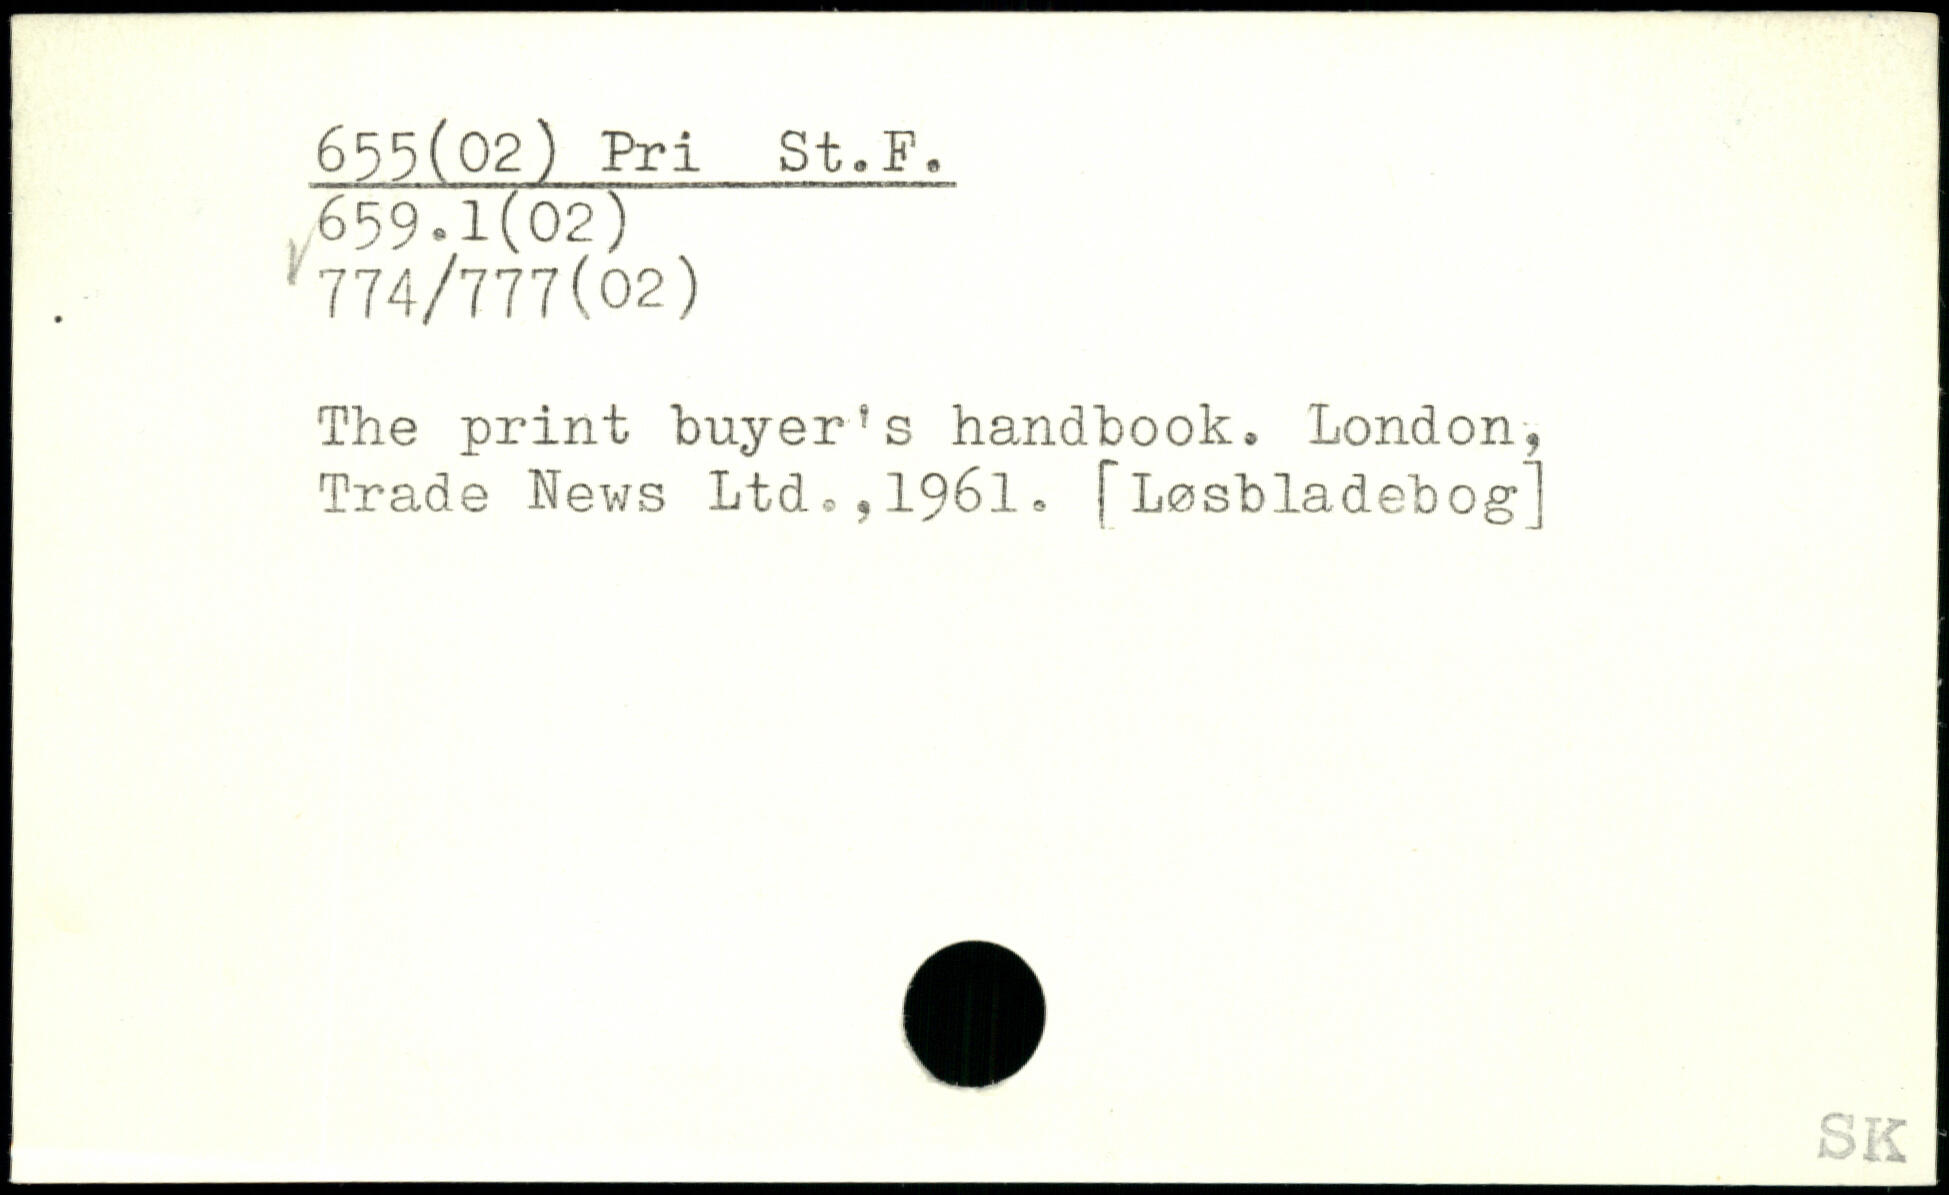 655(02) Pri St.F.
659.1(02)
774/777(02)
The print buyer's handbook. London,
Trade News Ltd.,1961. [Løsbladebog]
SK